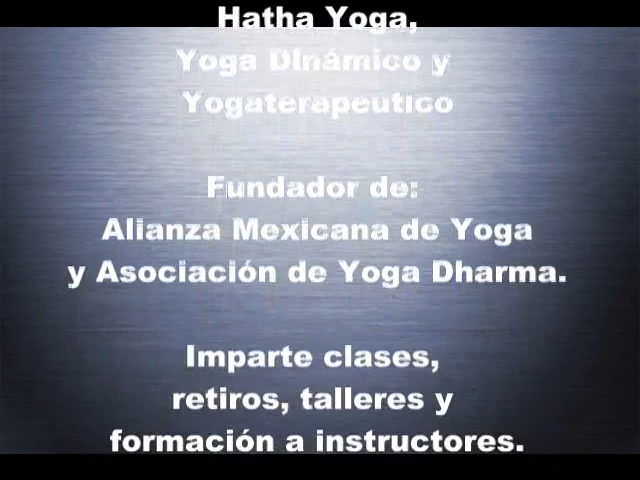 Hatha Yoga,
Yoga DInámico y
Yogaterapeutico
Fundador de:
Alianza Mexicana de Yoga
y Asociación de Yoga Dharma.
Imparte clases,
retiros, talleres y
formación a instructores.